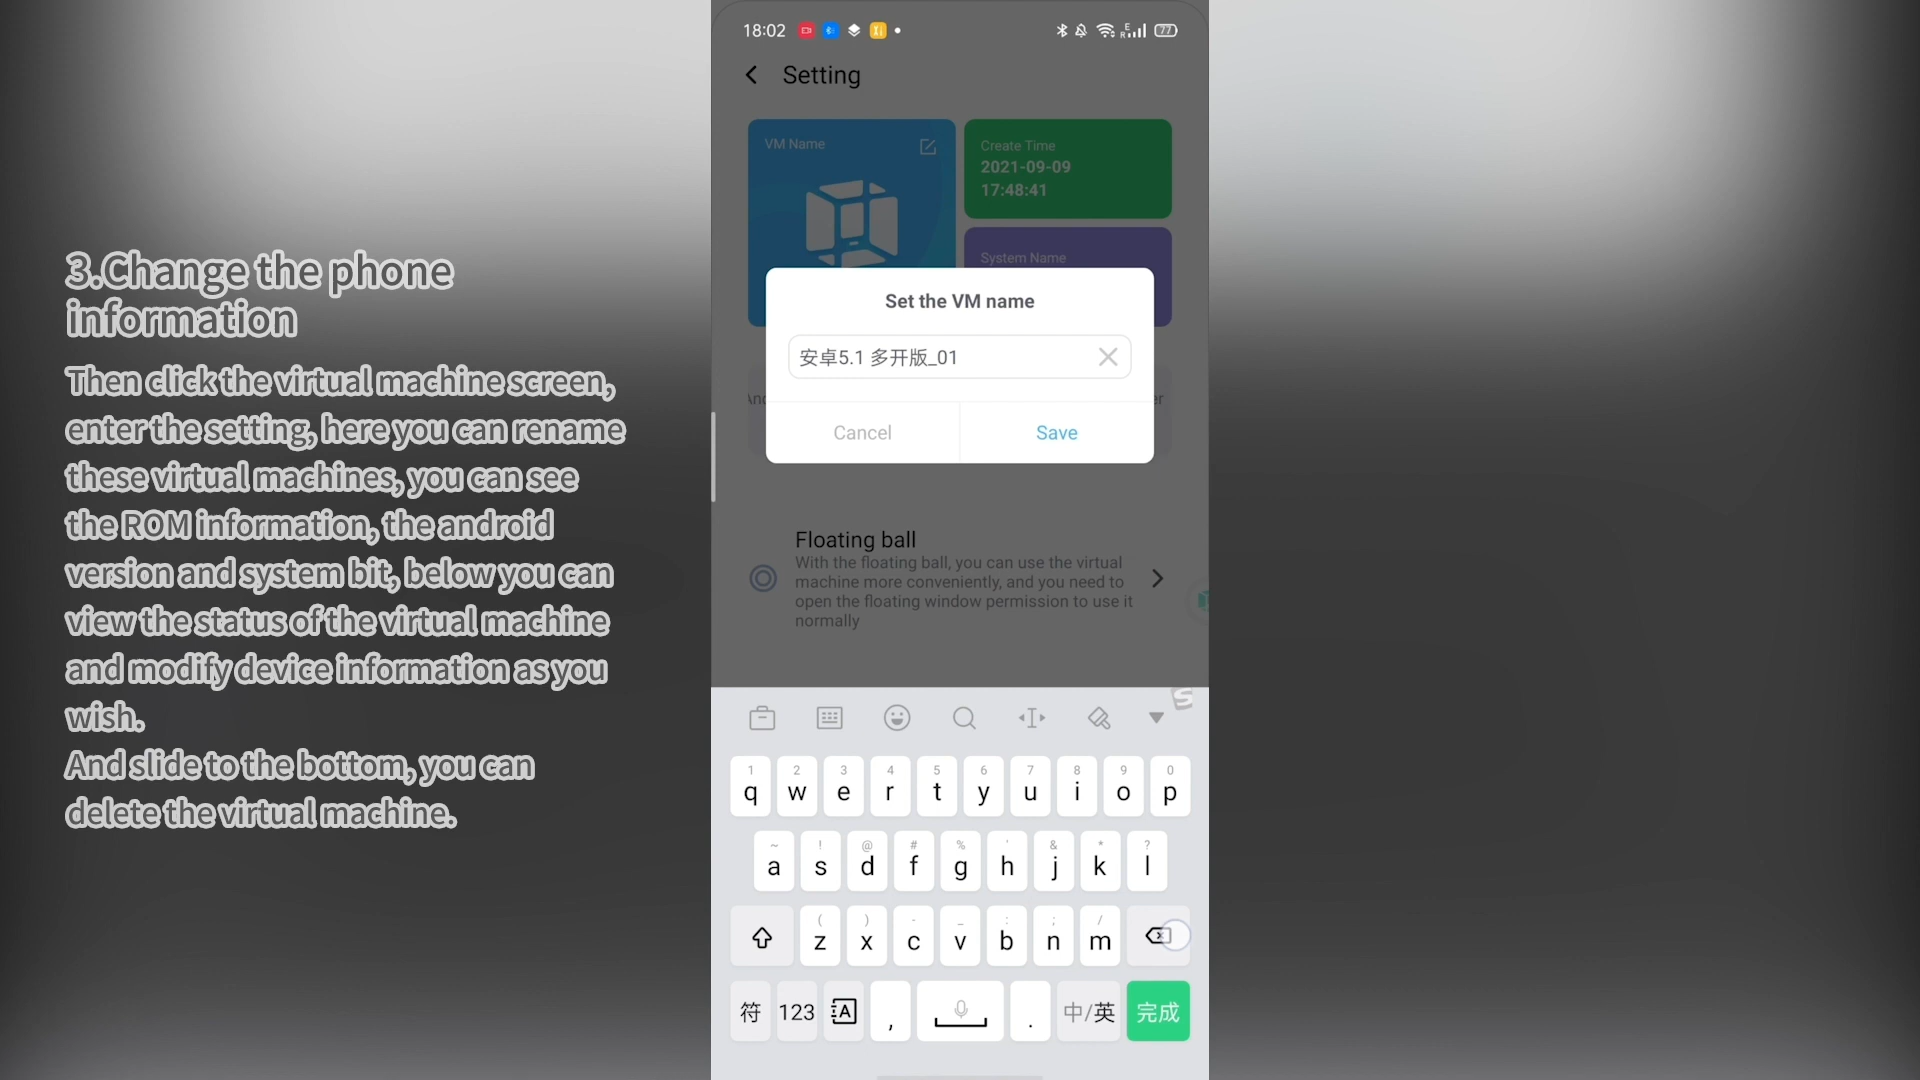 3.Change the phone
information
Then click the virtual machine screen,
enter the setting, here you can rename
these virtual machines, you can see
the ROM information, the android
version and system bit, below you can
view the status of the virtual machine
and modify device information as you
wish.
And slide to the bottom, you can
delete the virtual machine.
18:02
77
Setting
VM Name
Create Time
2021-09-09
17:48:41
System Name
Set the VM name
安卓5.1 多开版_01
Cancel Save
Floating ball
With the floating ball, you can use the virtual
machine more conveniently, and you need to
open the floating window permission to use it
normally
1 2 3 4 5 6 7 8 9 0
q w e r t y u i o p
~ ! @ # % ' & * ?
a s d f g h j k l
( ) - _ : ; /
z x c v b n m
符 123 A , . 中/英 完成